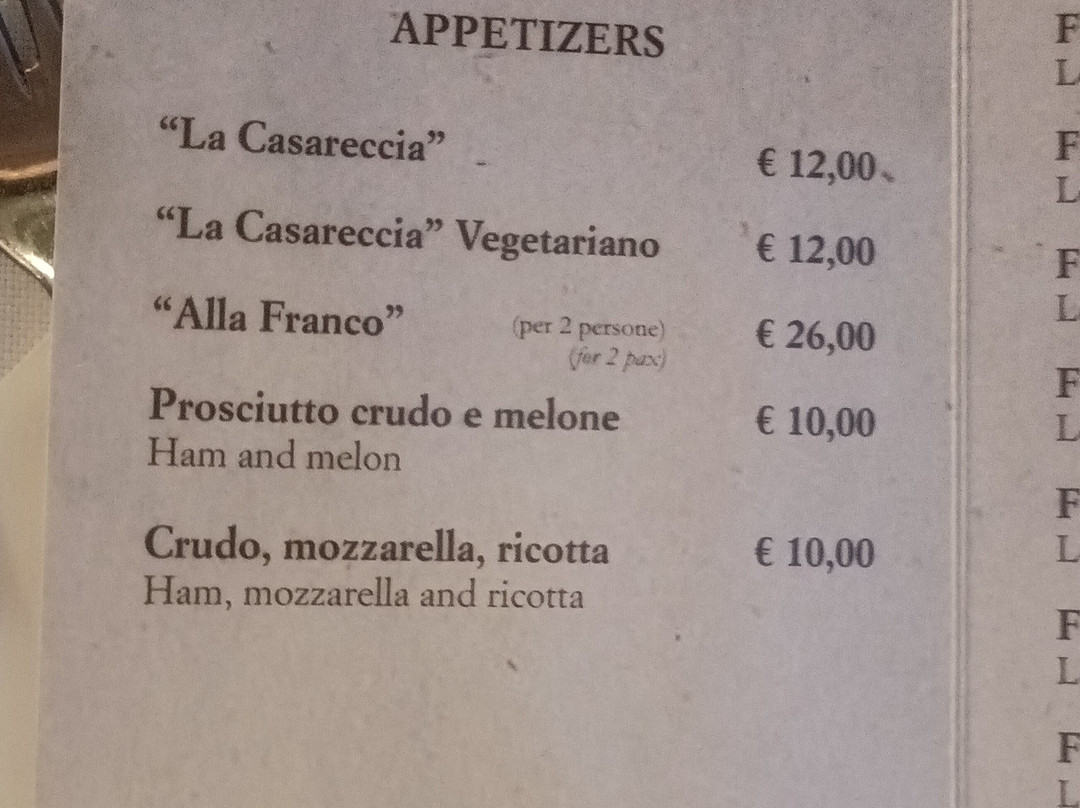 APPETIZERS
“La Casareccia” € 12,00
“La Casareccia” Vegetariano € 12,00
“Alla Franco” (per 2 persone) € 26,00
(for 2 pax)
Prosciutto crudo e melone € 10,00
Ham and melon
Crudo, mozzarella, ricotta € 10,00
Ham, mozzarella and ricotta
F
L
F
L
F
L
F
L
F
L
F
L
F
L